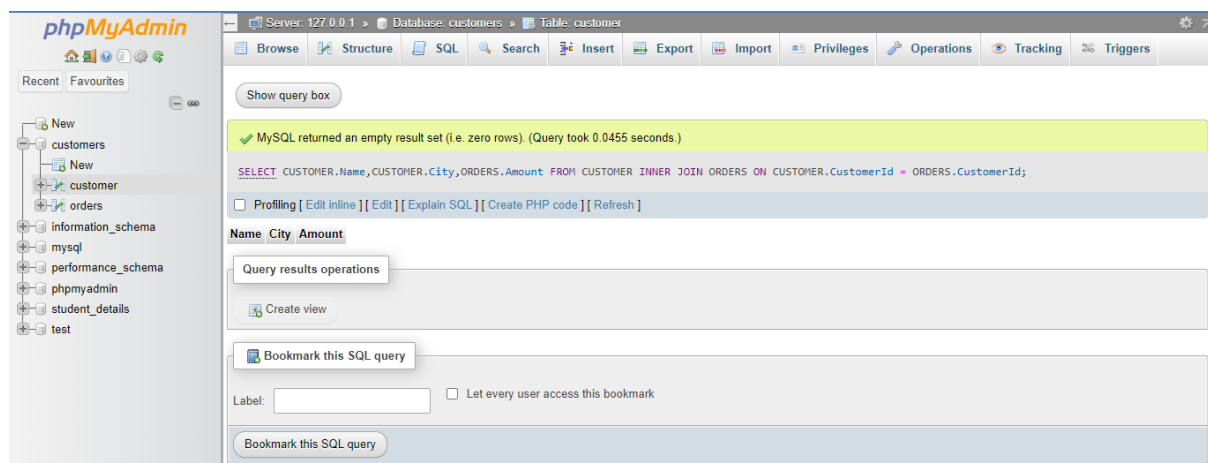 phpMyAdmin
Recent Favourites
New
customers
New
customer
orders
information_schema
mysql
performance_schema
phpmyadmin
student_details
test
Server: 127.0.0.1 » Database: customers » Table: customer
Browse Structure SQL Search Insert Export Import Privileges Operations Tracking Triggers
Show query box
MySQL returned an empty result set (i.e. zero rows). (Query took 0.0455 seconds.)
SELECT CUSTOMER.Name,CUSTOMER.City,ORDERS.Amount FROM CUSTOMER INNER JOIN ORDERS ON CUSTOMER.CustomerId = ORDERS.CustomerId;
Profiling [ Edit inline ] [ Edit ] [ Explain SQL ] [ Create PHP code ] [ Refresh ]
Name City Amount
Query results operations
Create view
Bookmark this SQL query
Label: Let every user access this bookmark
Bookmark this SQL query